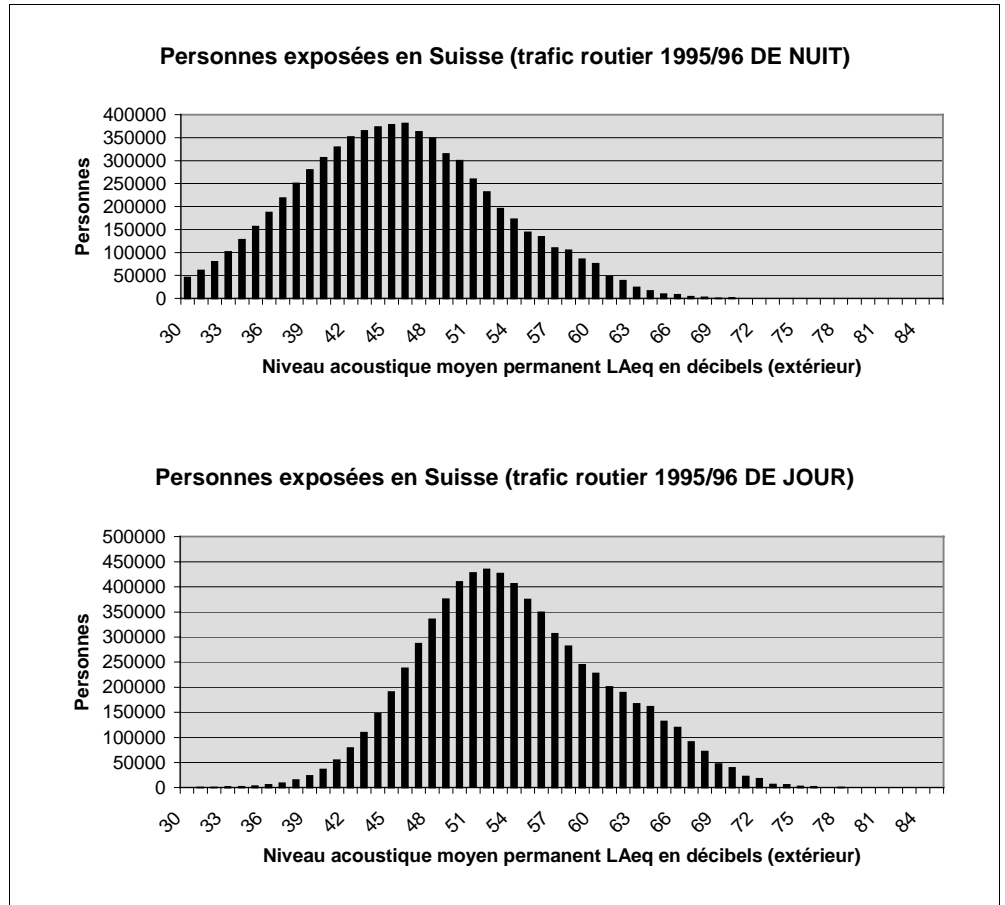 Personnes exposées en Suisse (trafic routier 1995/96 DE NUIT)
400000
350000
300000
250000
200000
150000
100000
50000
0
Personnes
30 33 36 39 42 45 48 51 54 57 60 63 66 69 72 75 78 81 84
Niveau acoustique moyen permanent LAeq en décibels (extérieur)
Personnes exposées en Suisse (trafic routier 1995/96 DE JOUR)
500000
450000
400000
350000
300000
250000
200000
150000
100000
50000
0
Personnes
30 33 36 39 42 45 48 51 54 57 60 63 66 69 72 75 78 81 84
Niveau acoustique moyen permanent LAeq en décibels (extérieur)